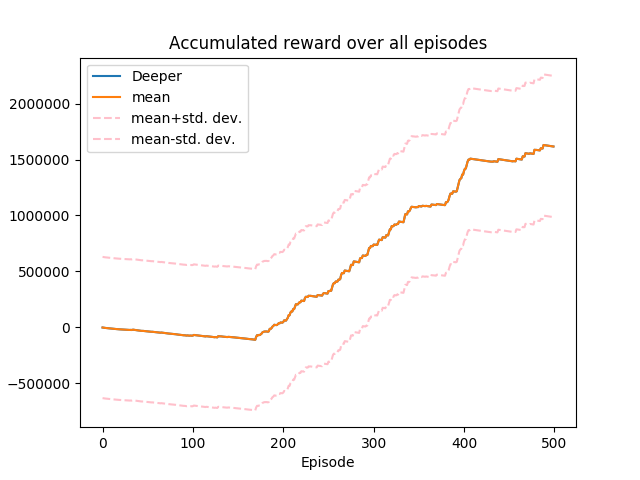 Accumulated reward over all episodes
Deeper
mean
mean+std. dev.
mean-std. dev.
2000000
1500000
1000000
500000
0
−500000
0 100 200 300 400 500
Episode